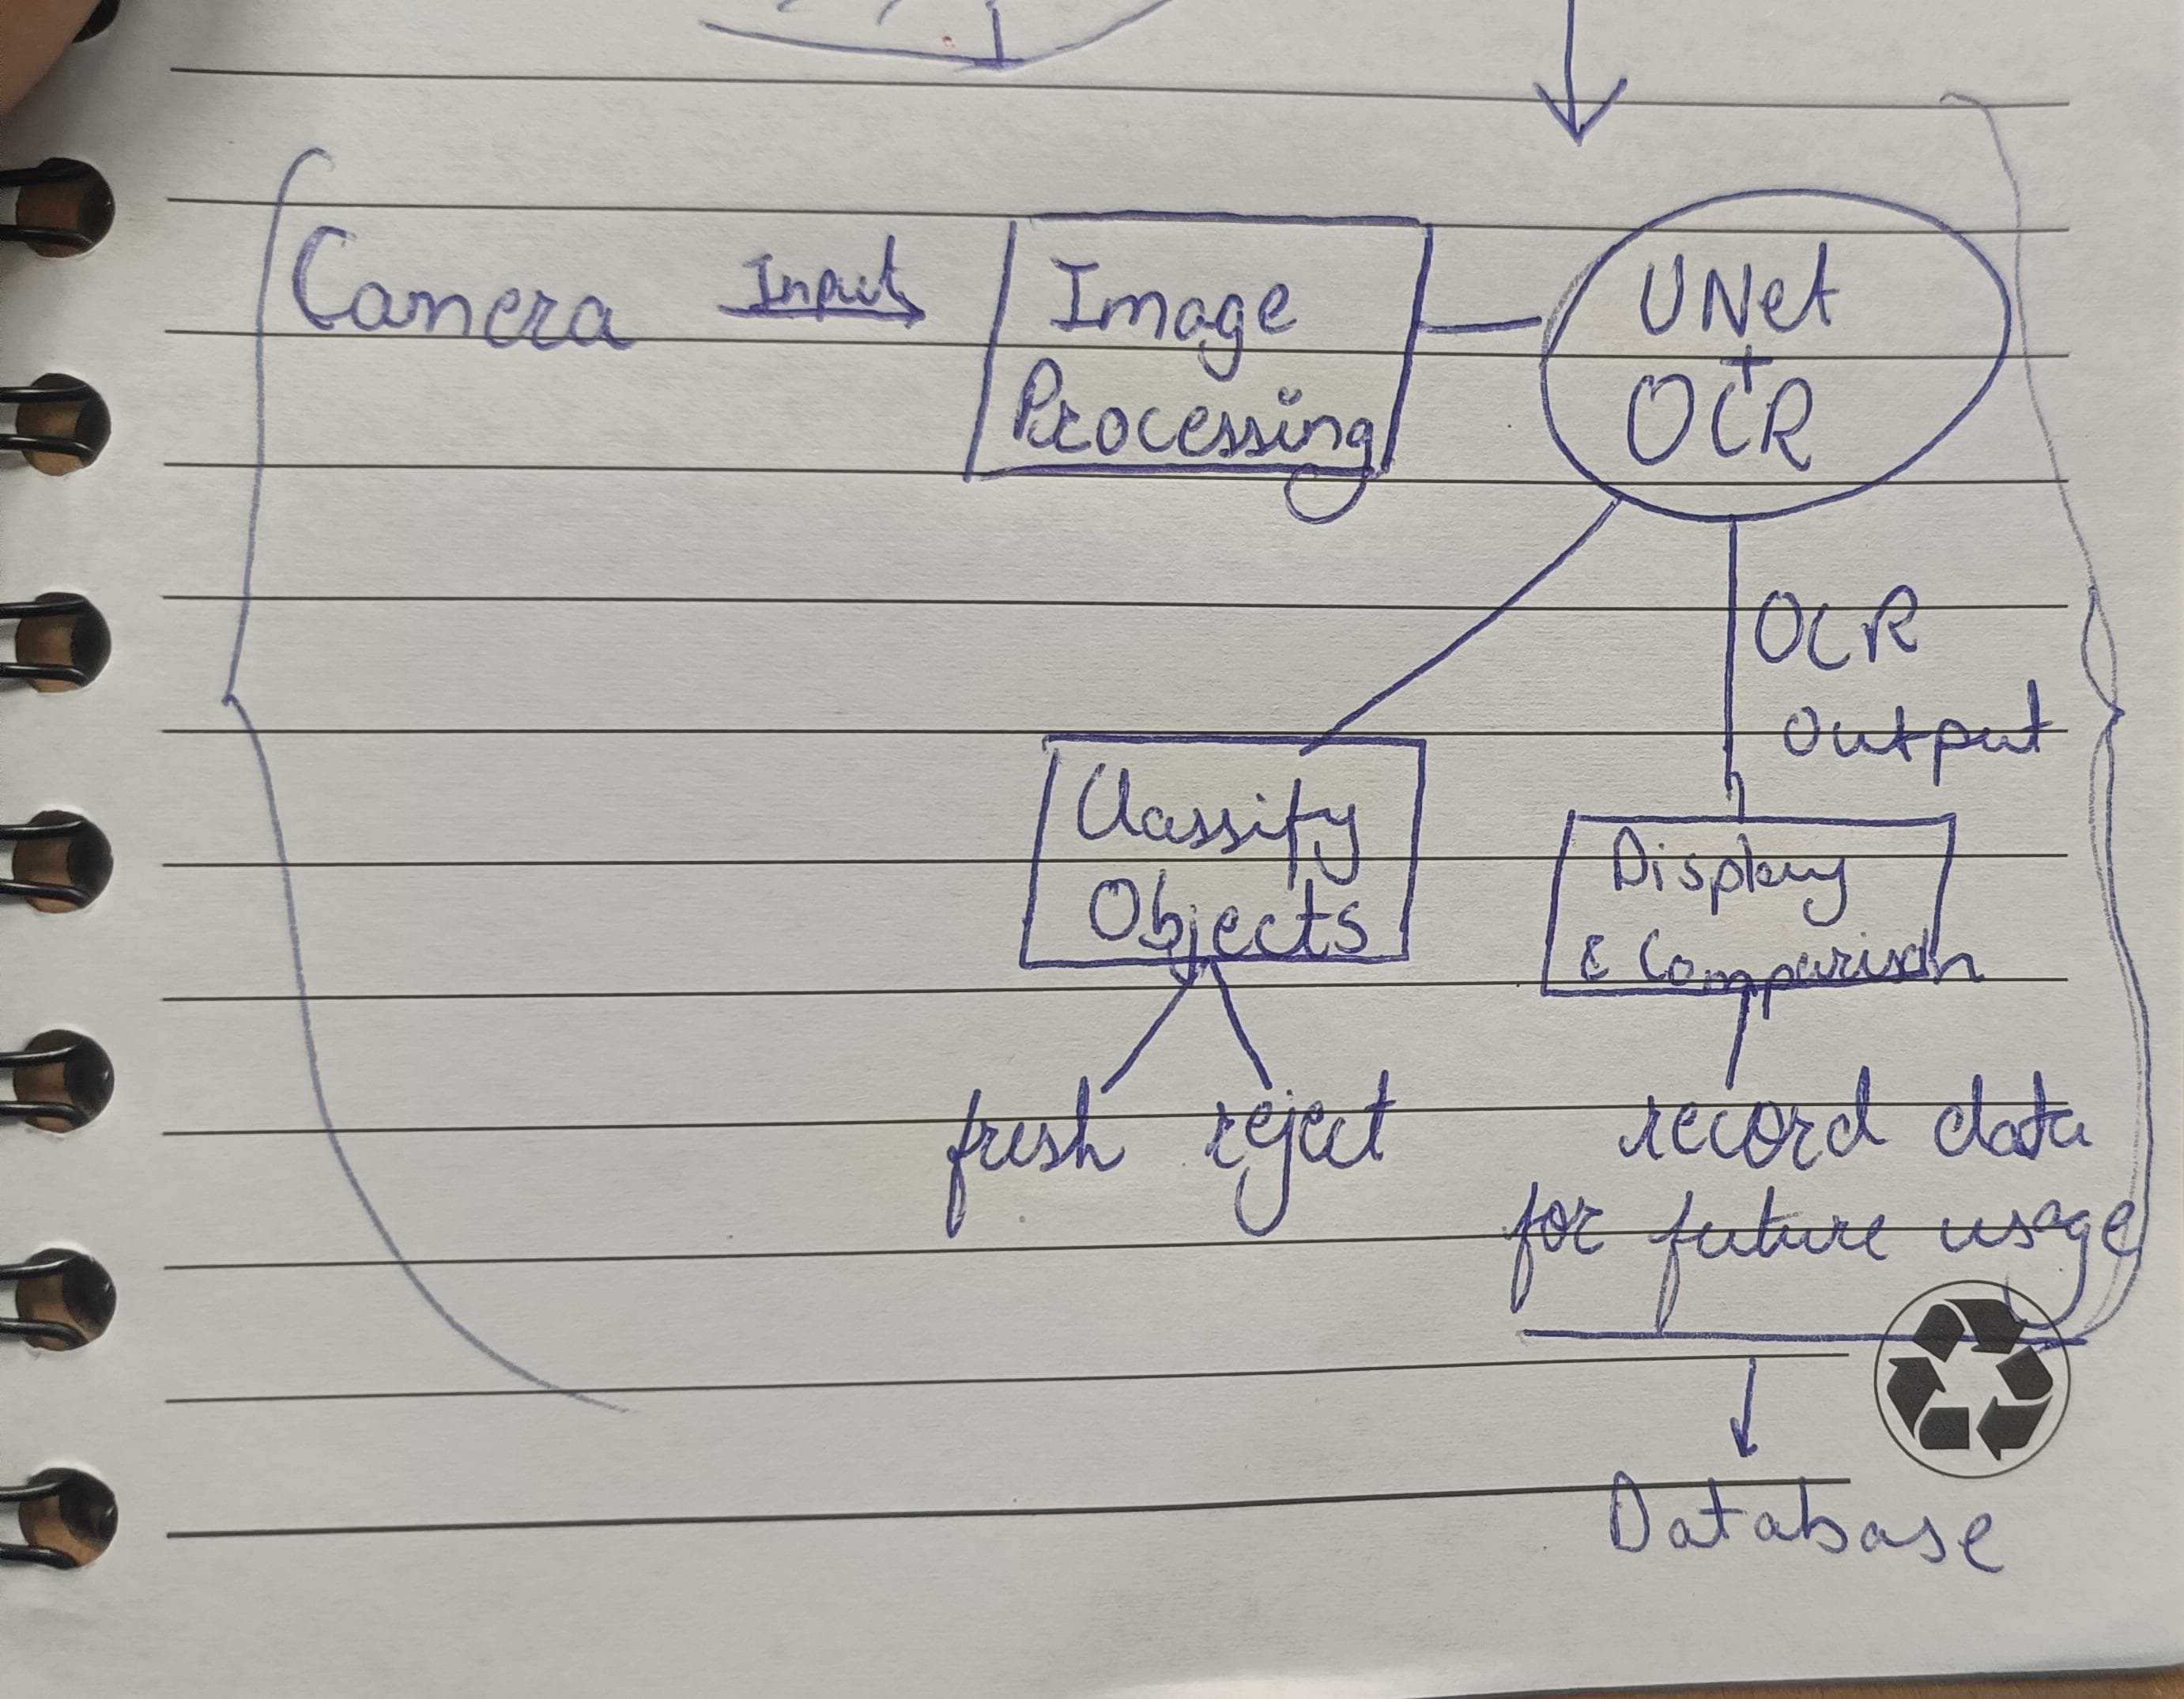 Camera
Input
Image
Processing
UNet
+
OCR
OCR
Output
Classify
Objects
Display
& Comparison
fresh reject
record data
for future usage
Database